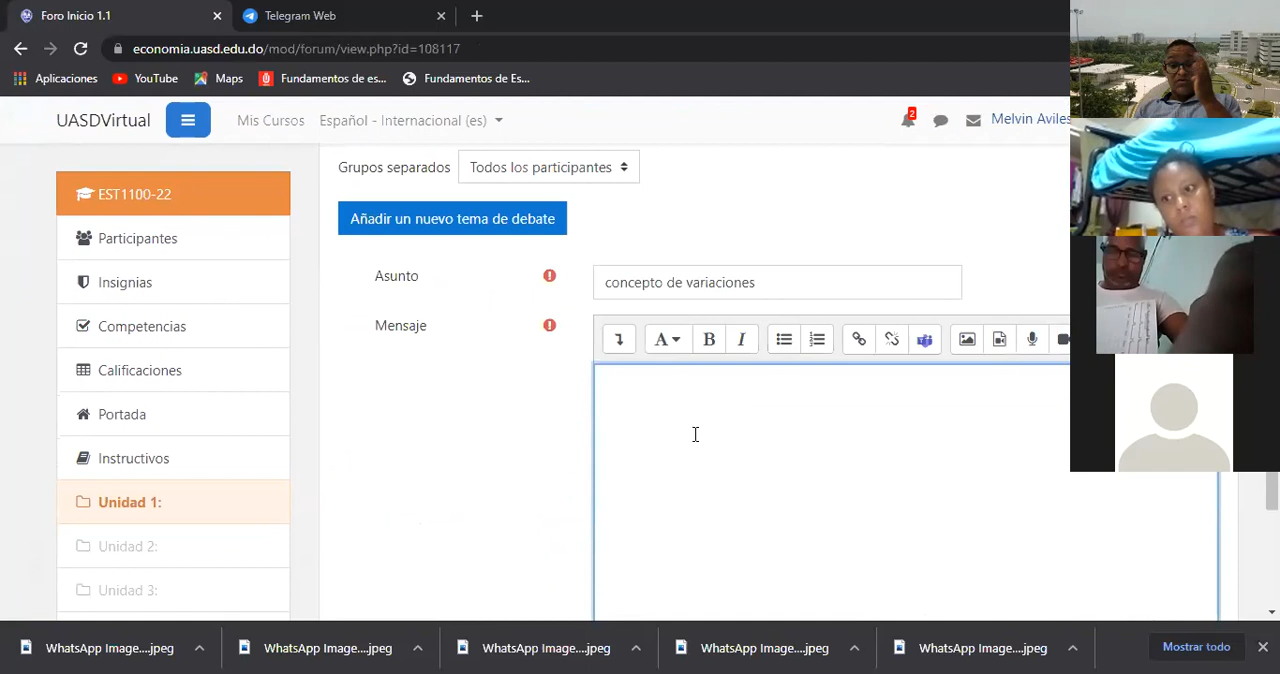 Foro Inicio 1.1
Telegram Web
economia.uasd.edu.do/mod/forum/view.php?id=108117
Aplicaciones
YouTube
Maps
Fundamentos de es...
Fundamentos de Es...
UASDVirtual
Mis Cursos
Español - Internacional (es)
2
Melvin Aviles
EST1100-22
Participantes
Insignias
Competencias
Calificaciones
Portada
Instructivos
Unidad 1:
Unidad 2:
Unidad 3:
Grupos separados
Todos los participantes
Añadir un nuevo tema de debate
Asunto
concepto de variaciones
Mensaje
A
B
I
WhatsApp Image....jpeg
WhatsApp Image....jpeg
WhatsApp Image....jpeg
WhatsApp Image....jpeg
WhatsApp Image....jpeg
Mostrar todo